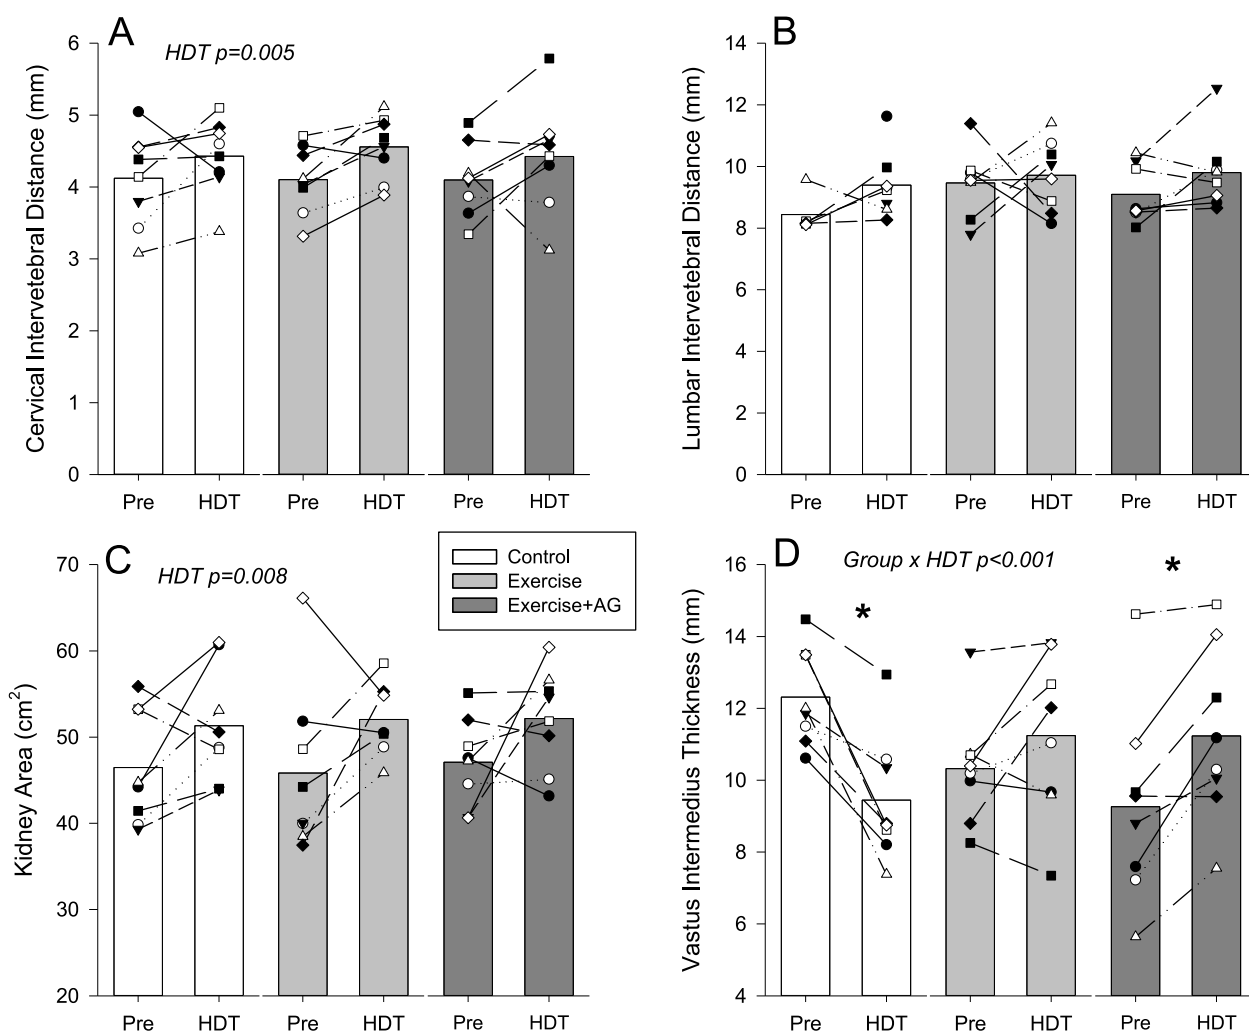 A
HDT p=0.005
Cervical Intervetebral Distance (mm)
6
5
4
3
2
1
0
Pre HDT Pre HDT Pre HDT
B
Lumbar Intervetebral Distance (mm)
14
12
10
8
6
4
2
0
Pre HDT Pre HDT Pre HDT
C
HDT p=0.008
Control
Exercise
Exercise+AG
Kidney Area (cm²)
70
60
50
40
30
20
Pre HDT Pre HDT Pre HDT
D
Group x HDT p<0.001
*
*
Vastus Intermedius Thickness (mm)
16
14
12
10
8
6
4
Pre HDT Pre HDT Pre HDT